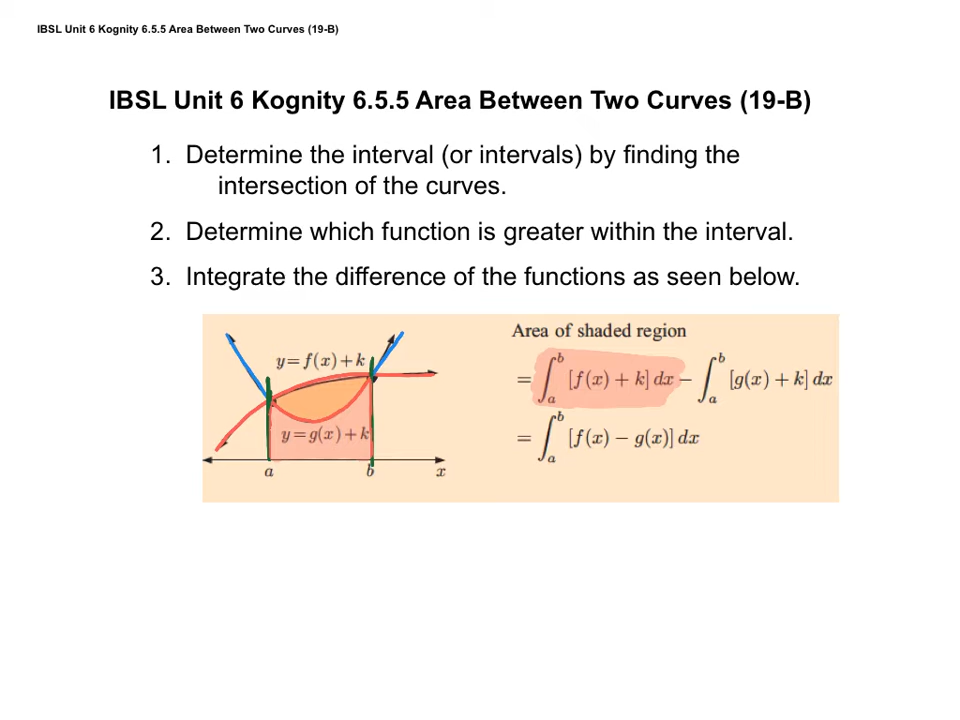 IBSL Unit 6 Kognity 6.5.5 Area Between Two Curves (19-B)
IBSL Unit 6 Kognity 6.5.5 Area Between Two Curves (19-B)
1. Determine the interval (or intervals) by finding the
intersection of the curves.
2. Determine which function is greater within the interval.
3. Integrate the difference of the functions as seen below.
y = f(x) + k
y = g(x) + k
a b x
Area of shaded region
= ∫_a^b [f(x) + k] dx − ∫_a^b [g(x) + k] dx
= ∫_a^b [f(x) − g(x)] dx